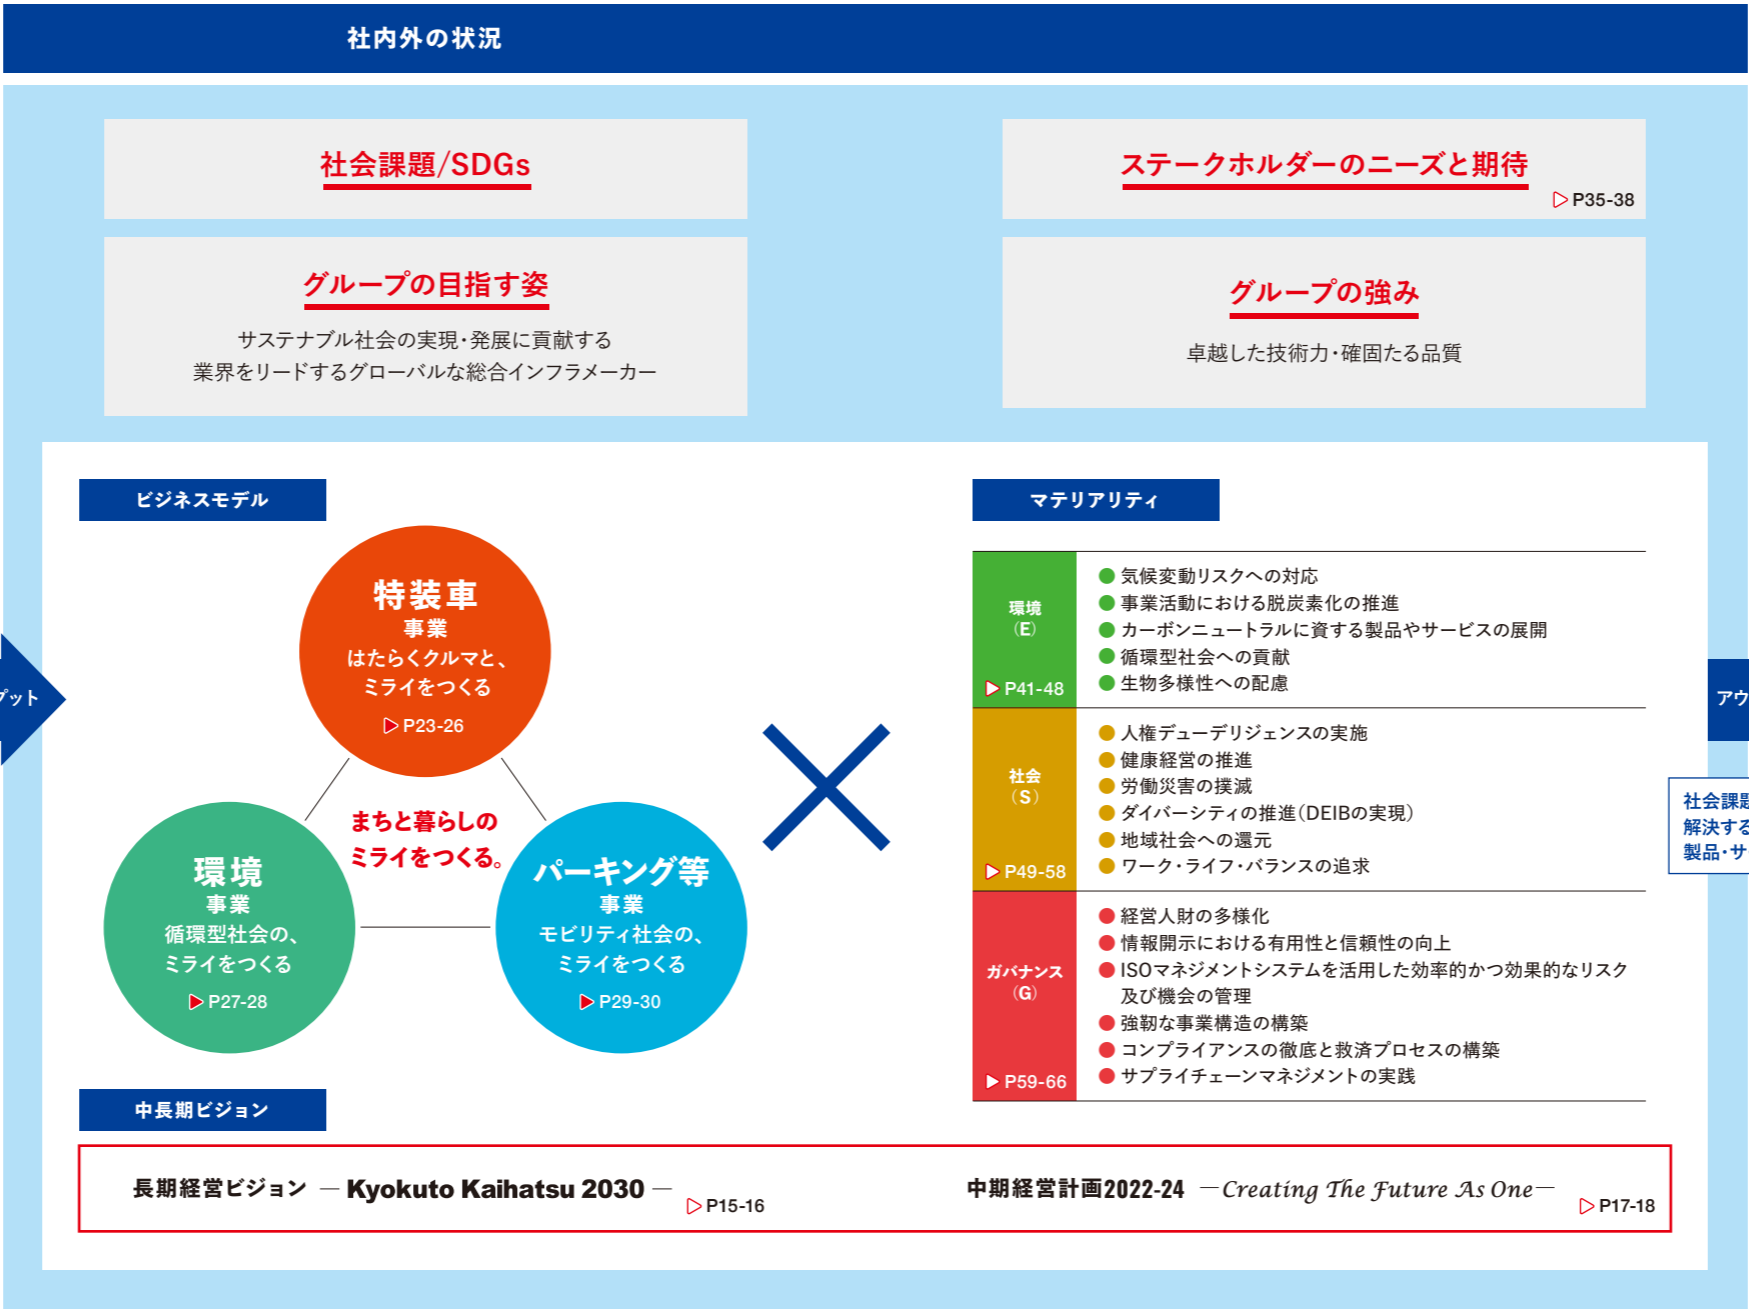 社内外の状況
社会課題/SDGs
ステークホルダーのニーズと期待
P35-38
グループの目指す姿
サステナブル社会の実現・発展に貢献する
業界をリードするグローバルな総合インフラメーカー
グループの強み
卓越した技術力・確固たる品質
ビジネスモデル
特装車
事業
はたらくクルマと、
ミライをつくる
P23-26
まちと暮らしの
ミライをつくる。
環境
事業
循環型社会の、
ミライをつくる
P27-28
パーキング等
事業
モビリティ社会の、
ミライをつくる
P29-30
マテリアリティ
環境
(E)
P41-48
気候変動リスクへの対応
事業活動における脱炭素化の推進
カーボンニュートラルに資する製品やサービスの展開
循環型社会への貢献
生物多様性への配慮
社会
(S)
P49-58
人権デューデリジェンスの実施
健康経営の推進
労働災害の撲滅
ダイバーシティの推進(DEIBの実現)
地域社会への還元
ワーク・ライフ・バランスの追求
ガバナンス
(G)
P59-66
経営人財の多様化
情報開示における有用性と信頼性の向上
ISOマネジメントシステムを活用した効率的かつ効果的なリスク
及び機会の管理
強靭な事業構造の構築
コンプライアンスの徹底と救済プロセスの構築
サプライチェーンマネジメントの実践
プット
アウ
社会課題
解決する
製品・サ
中長期ビジョン
長期経営ビジョン ― Kyokuto Kaihatsu 2030 ―
P15-16
中期経営計画2022-24 ―Creating The Future As One―
P17-18